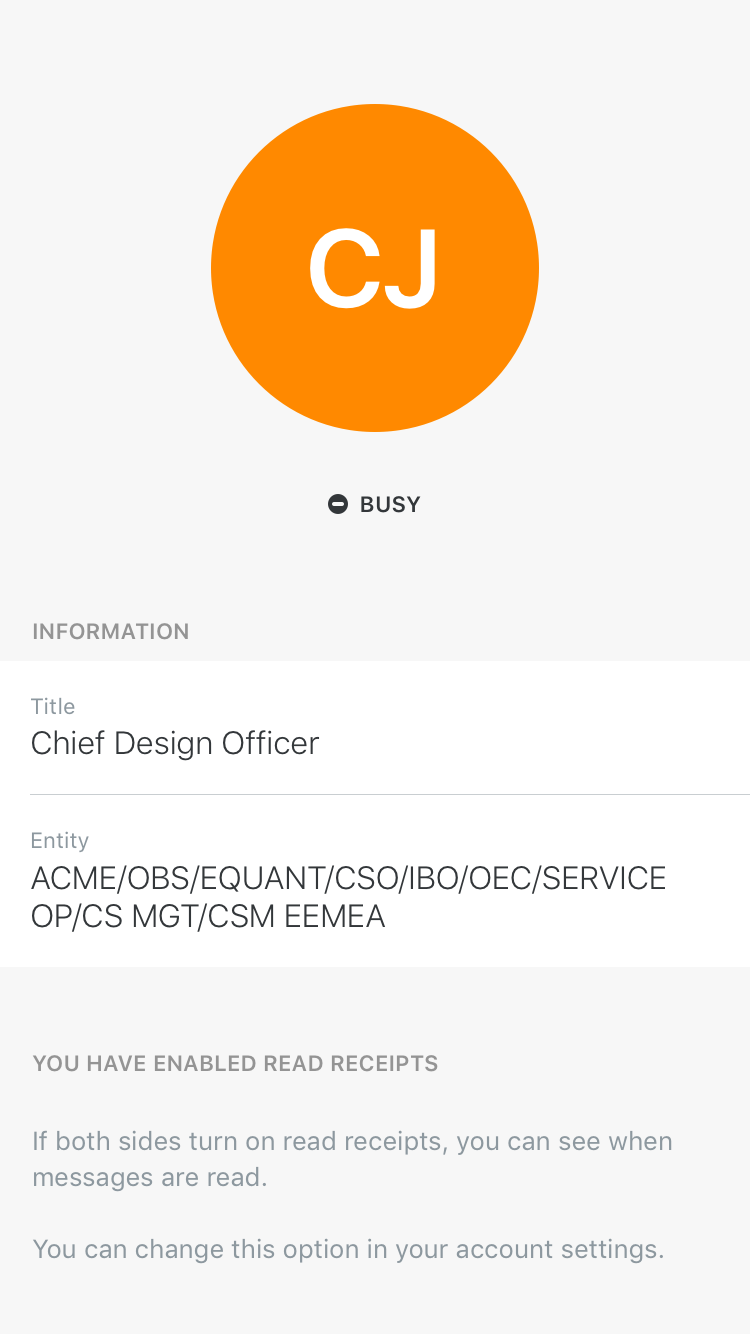 CJ
BUSY
INFORMATION
Title
Chief Design Officer
Entity
ACME/OBS/EQUANT/CSO/IBO/OEC/SERVICE
OP/CS MGT/CSM EEMEA
YOU HAVE ENABLED READ RECEIPTS
If both sides turn on read receipts, you can see when
messages are read.
You can change this option in your account settings.